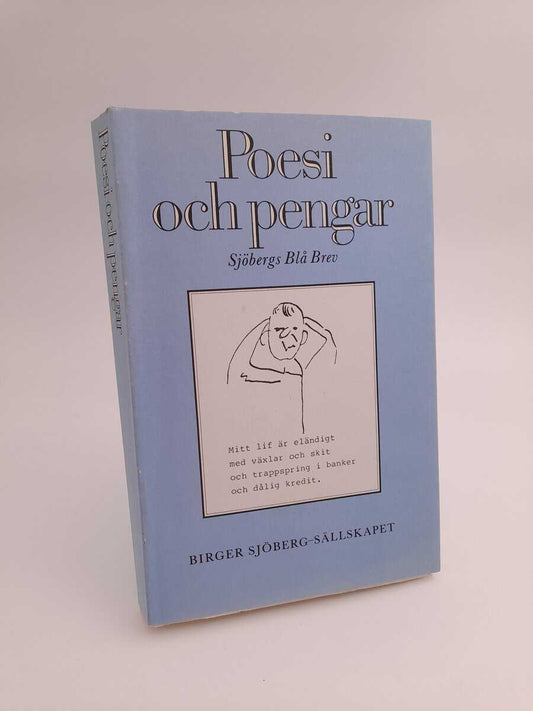 Poesi och pengar
Poesi
och pengar
Sjöbergs Blå Brev
Mitt lif är eländigt
med växlar och skit
och trappspring i banker
och dålig kredit.
BIRGER SJÖBERG–SÄLLSKAPET